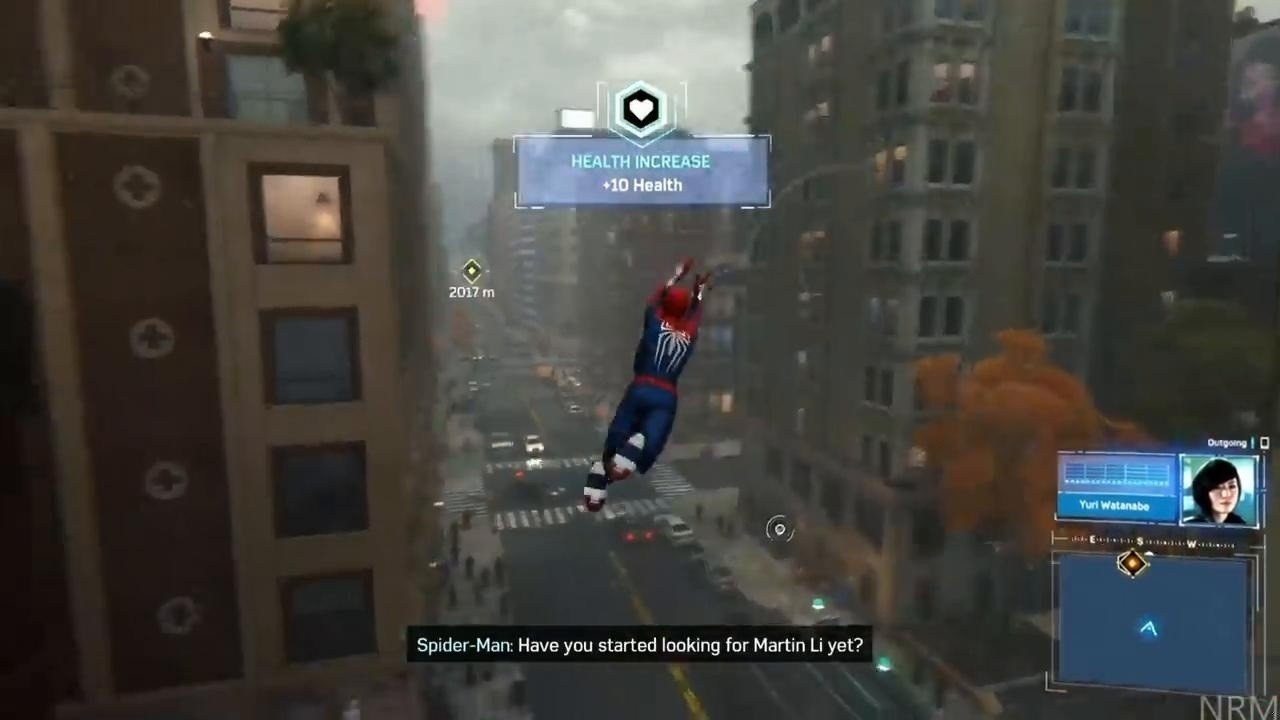 HEALTH INCREASE
+10 Health
2017 m
Outgoing
Yuri Watanabe
E S W
Spider-Man: Have you started looking for Martin Li yet?
NRM